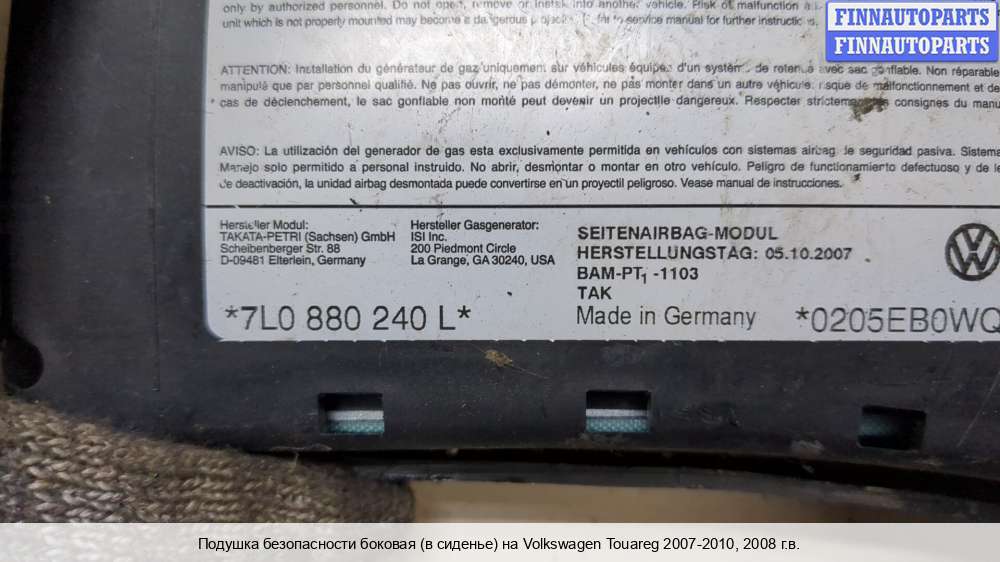 only by authorized personnel. Do not open, remove or install into another vehicle. Risk of malfunction
unit which is not properly mounted may become a dangerous to service manual for further instructions.
FINNAUTOPARTS
FINNAUTOPARTS
ATTENTION: Installation du générateur de gaz uniquement sur véhicules équipés d'un système de retenue avec sac gonflable. Non réparable
manipulé que par personnel qualifié. Ne pas ouvrir, ne pas démonter, ne pas monter dans un autre véhicule: risque de malfonctionnement et de
cas de déclenchement, le sac gonflable non monté peut devenir un projectile dangereux. Respecter strictement consignes du manu
AVISO: La utilización del generador de gas esta exclusivamente permitida en vehículos con sistemas airbag de seguridad pasiva. Sistema
Manejo solo permitido a personal instruido. No abrir, desmontar o montar en otro vehículo. Peligro de funcionamiento defectuoso y de
de deactivación, la unidad airbag desmontada puede convertirse en un proyectil peligroso. Vease manual de instrucciones.
Hersteller Modul:
TAKATA-PETRI (Sachsen) GmbH
Scheibenberger Str. 88
D-09481 Elterlein, Germany
Hersteller Gasgenerator:
ISI Inc.
200 Piedmont Circle
La Grange, GA 30240, USA
SEITENAIRBAG-MODUL
HERSTELLUNGSTAG: 05.10.2007
BAM-PT₁ -1103
TAK
Made in Germany
*7L0 880 240 L*
*0205EB0WQ
Подушка безопасности боковая (в сиденье) на Volkswagen Touareg 2007-2010, 2008 г.в.